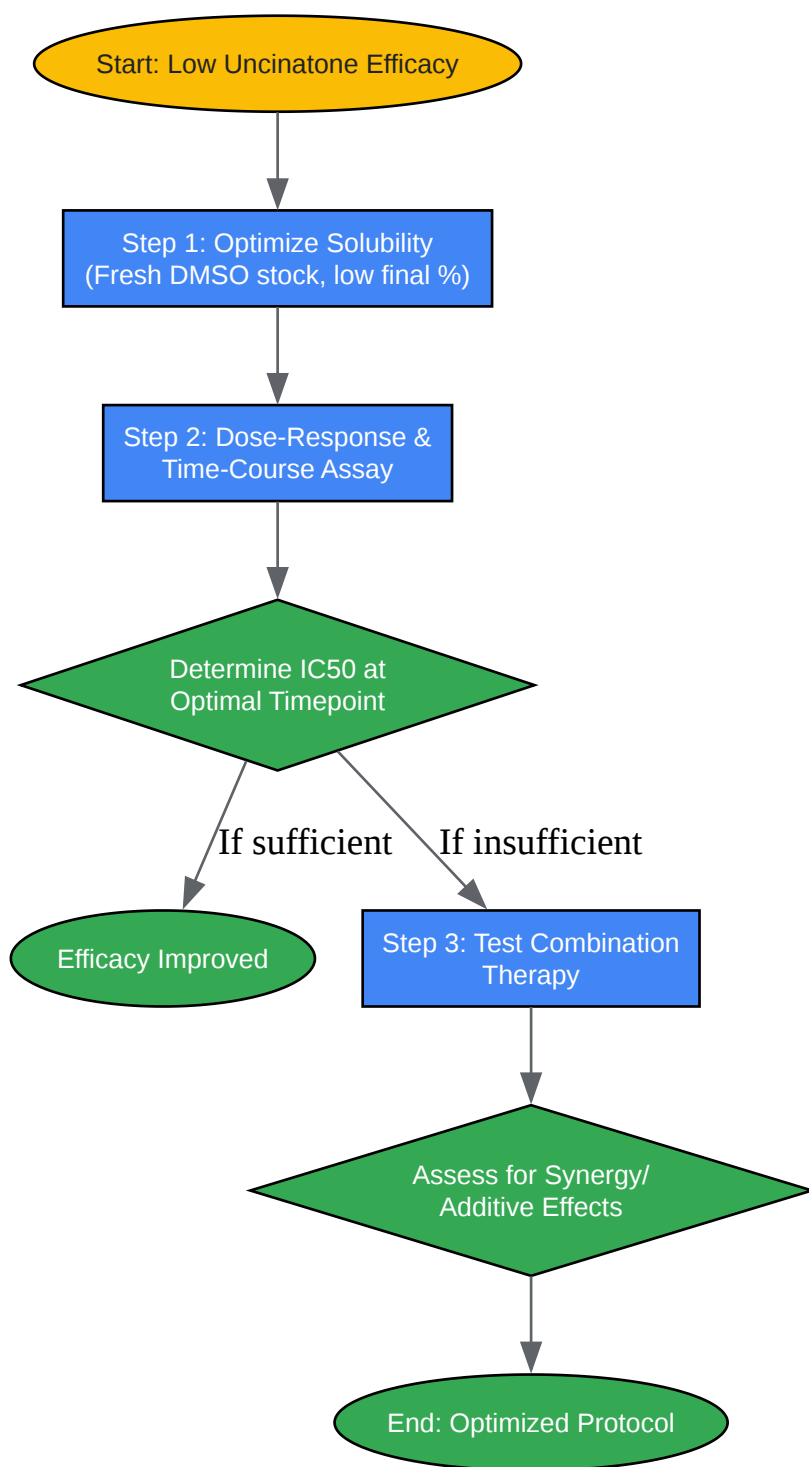 Start: Low Uncinatone Efficacy
Step 1: Optimize Solubility
(Fresh DMSO stock, low final %)
Step 2: Dose-Response &
Time-Course Assay
Determine IC50 at
Optimal Timepoint
If sufficient
If insufficient
Efficacy Improved
Step 3: Test Combination
Therapy
Assess for Synergy/
Additive Effects
End: Optimized Protocol